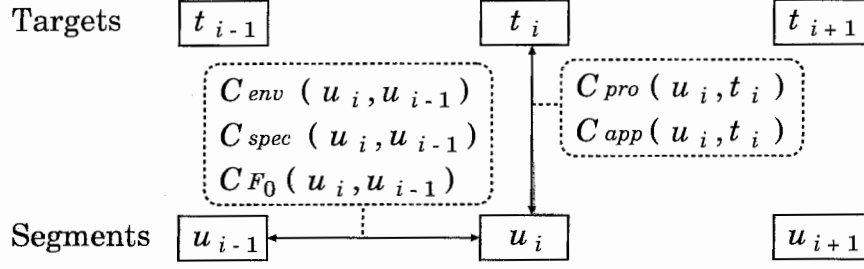 Targets t i-1 t i t i+1
C env ( u i , u i-1 )
C spec ( u i , u i-1 )
C F0 ( u i , u i-1 )
C pro ( u i , t i )
C app ( u i , t i )
Segments u i-1 u i u i+1